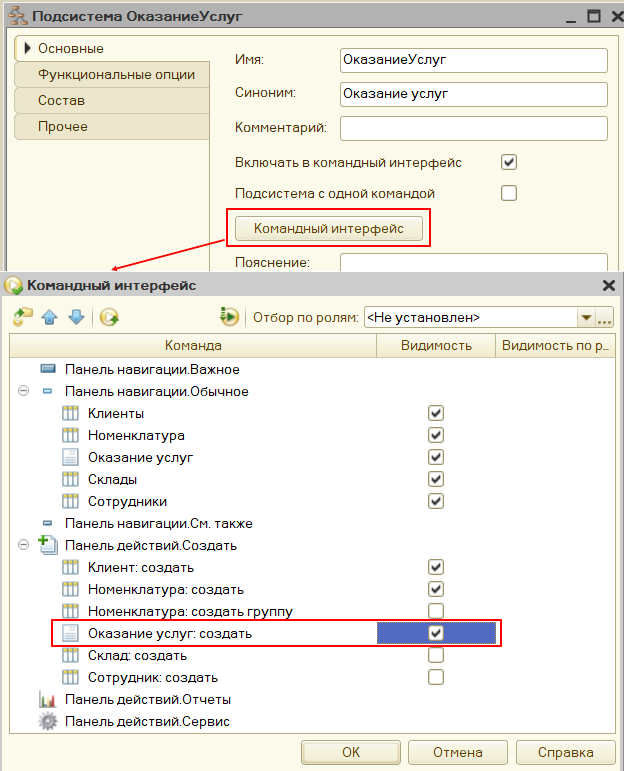 Подсистема ОказаниеУслуг
Основные
Функциональные опции
Состав
Прочее
Имя: ОказаниеУслуг
Синоним: Оказание услуг
Комментарий:
Включать в командный интерфейс
Подсистема с одной командой
Командный интерфейс
Пояснение:
Командный интерфейс
Отбор по ролям: <Не установлен>
Команда Видимость Видимость по р...
Панель навигации.Важное
Панель навигации.Обычное
Клиенты
Номенклатура
Оказание услуг
Склады
Сотрудники
Панель навигации.См. также
Панель действий.Создать
Клиент: создать
Номенклатура: создать
Номенклатура: создать группу
Оказание услуг: создать
Склад: создать
Сотрудник: создать
Панель действий.Отчеты
Панель действий.Сервис
OK Отмена Справка